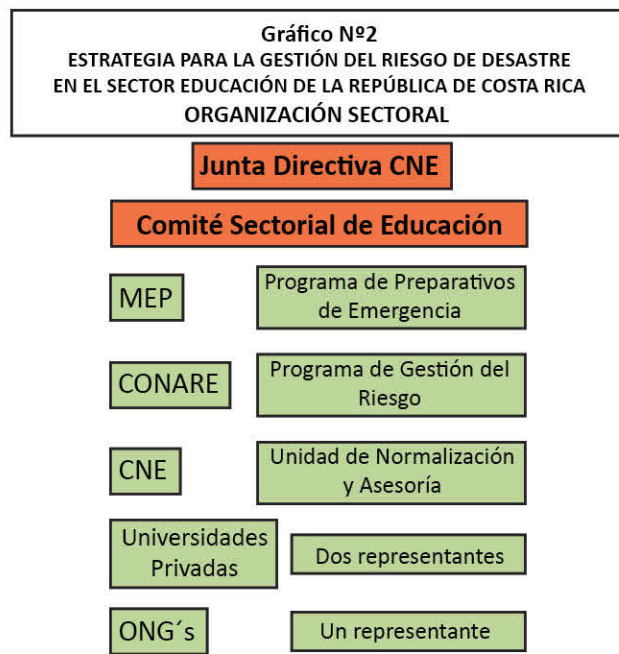 Gráfico Nº2
ESTRATEGIA PARA LA GESTIÓN DEL RIESGO DE DESASTRE
EN EL SECTOR EDUCACIÓN DE LA REPÚBLICA DE COSTA RICA
ORGANIZACIÓN SECTORAL
Junta Directiva CNE
Comité Sectorial de Educación
MEP
Programa de Preparativos
de Emergencia
CONARE
Programa de Gestión del
Riesgo
CNE
Unidad de Normalización
y Asesoría
Universidades
Privadas
Dos representantes
ONG´s
Un representante